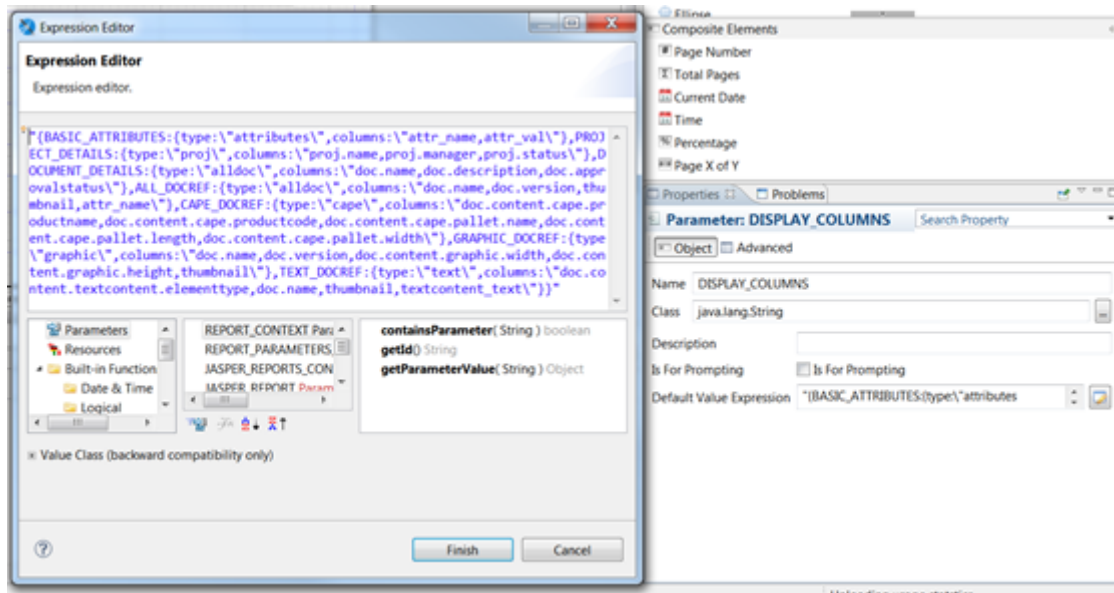 Expression Editor
Expression Editor
Expression editor.
"{BASIC_ATTRIBUTES:{type:\"attributes\",columns:\"attr_name,attr_val\"},PROJ
ECT_DETAILS:{type:\"proj\",columns:\"proj.name,proj.manager,proj.status\"},D
OCUMENT_DETAILS:{type:\"alldoc\",columns:\"doc.name,doc.description,doc.appr
ovalstatus\"},ALL_DOCREF:{type:\"alldoc\",columns:\"doc.name,doc.version,thu
mbnail,attr_name\"},CAPE_DOCREF:{type:\"cape\",columns:\"doc.content.cape.pr
oductname,doc.content.cape.productcode,doc.content.cape.pallet.name,doc.cont
ent.cape.pallet.length,doc.content.cape.pallet.width\"},GRAPHIC_DOCREF:{type
\"graphic\",columns:\"doc.name,doc.version,doc.content.graphic.width,doc.con
tent.graphic.height,thumbnail\"},TEXT_DOCREF:{type:\"text\",columns:\"doc.co
ntent.textcontent.elementtype,doc.name,thumbnail,textcontent_text\"}}"
Parameters
Resources
Built-in Function
Date & Time
Logical
REPORT_CONTEXT Par
REPORT_PARAMETERS
JASPER_REPORTS_CON
JASPER_REPORT Param
containsParameter( String ) boolean
getId() String
getParameterValue( String ) Object
Value Class (backward compatibility only)
Finish
Cancel
Ellipse
Composite Elements
Page Number
Total Pages
Current Date
Time
Percentage
Page X of Y
Properties
Problems
Parameter: DISPLAY_COLUMNS
Search Property
Object
Advanced
Name DISPLAY_COLUMNS
Class java.lang.String
Description
Is For Prompting Is For Prompting
Default Value Expression "{BASIC_ATTRIBUTES:{type:\"attributes